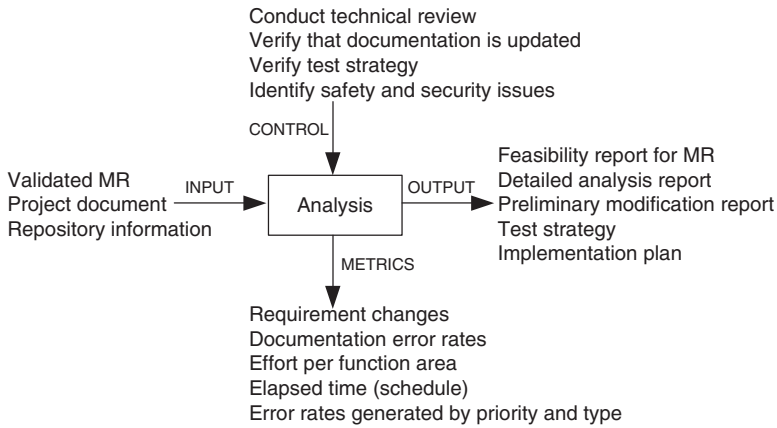 Conduct technical review
Verify that documentation is updated
Verify test strategy
Identify safety and security issues
CONTROL
Validated MR
Project document
Repository information
INPUT
Analysis
OUTPUT
Feasibility report for MR
Detailed analysis report
Preliminary modification report
Test strategy
Implementation plan
METRICS
Requirement changes
Documentation error rates
Effort per function area
Elapsed time (schedule)
Error rates generated by priority and type